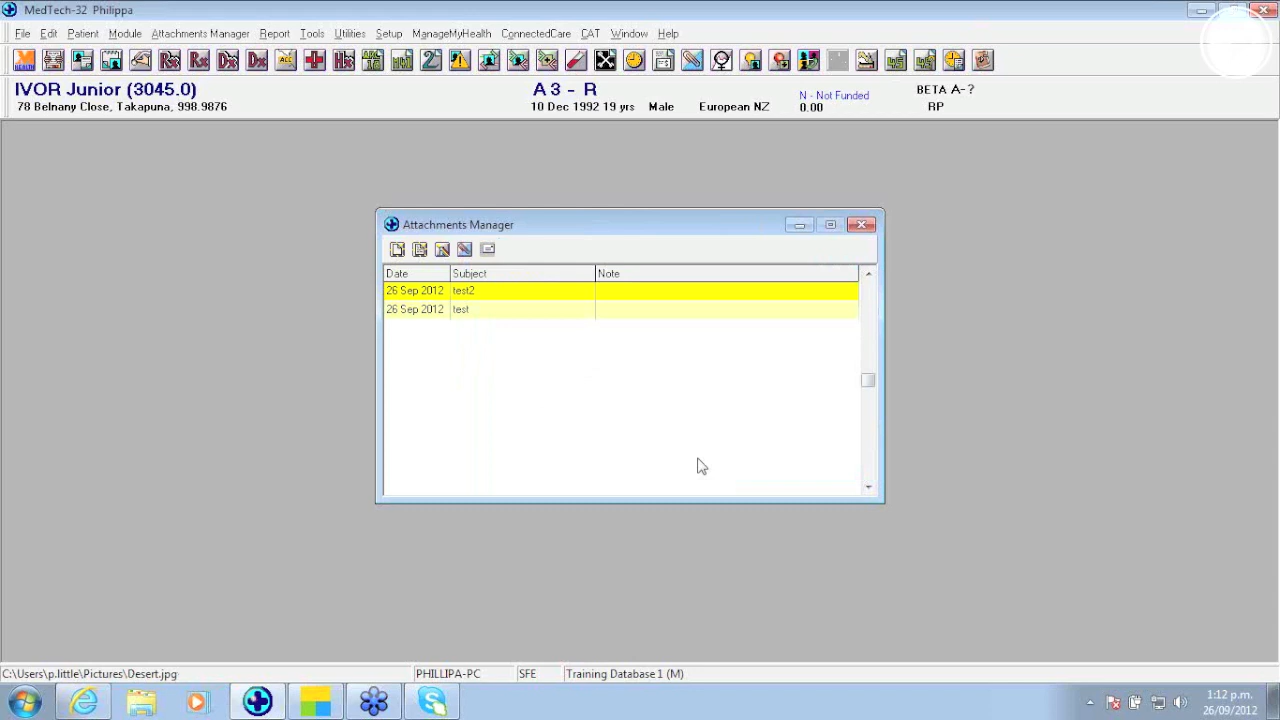 MedTech-32 Philippa
File Edit Patient Module Attachments Manager Report Tools Utilities Setup ManageMyHealth ConnectedCare CAT Window Help
IVOR Junior (3045.0) A 3 - R N - Not Funded BETA A-?
78 Belnany Close, Takapuna, 998.9876 10 Dec 1992 19 yrs Male European NZ 0.00 RP
Attachments Manager
Date Subject Note
26 Sep 2012 test2
26 Sep 2012 test
C:\Users\p.little\Pictures\Desert.jpg PHILLIPA-PC SFE Training Database 1 (M)
1:12 p.m.
26/09/2012